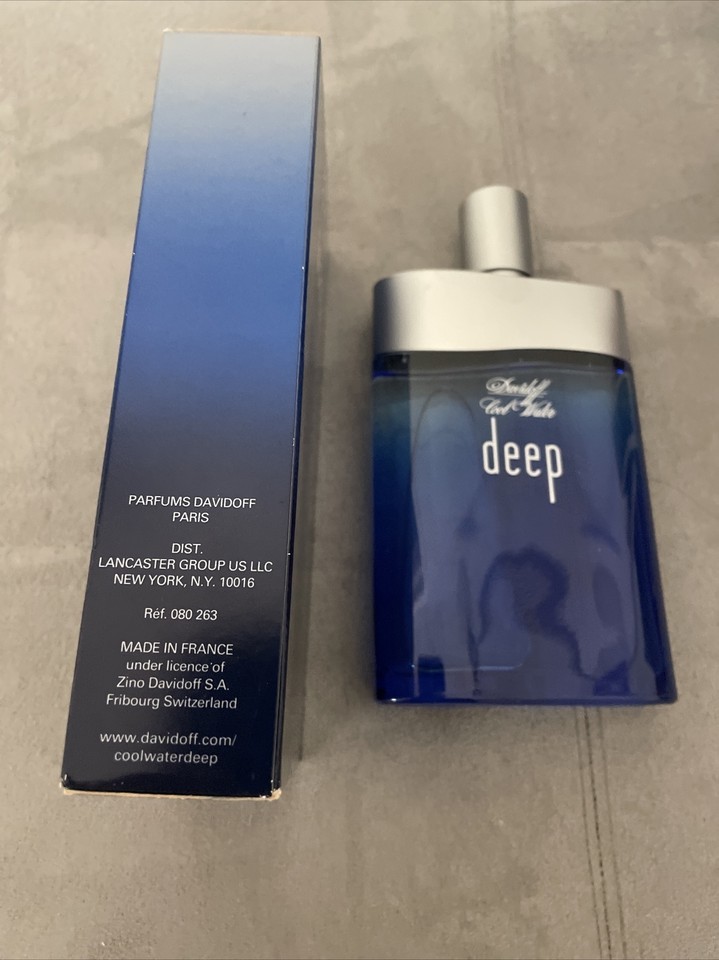 PARFUMS DAVIDOFF
PARIS
DIST.
LANCASTER GROUP US LLC
NEW YORK, N.Y. 10016
Réf. 080 263
MADE IN FRANCE
under licence of
Zino Davidoff S.A.
Fribourg Switzerland
www.davidoff.com/
coolwaterdeep
Davidoff
Cool Water
deep